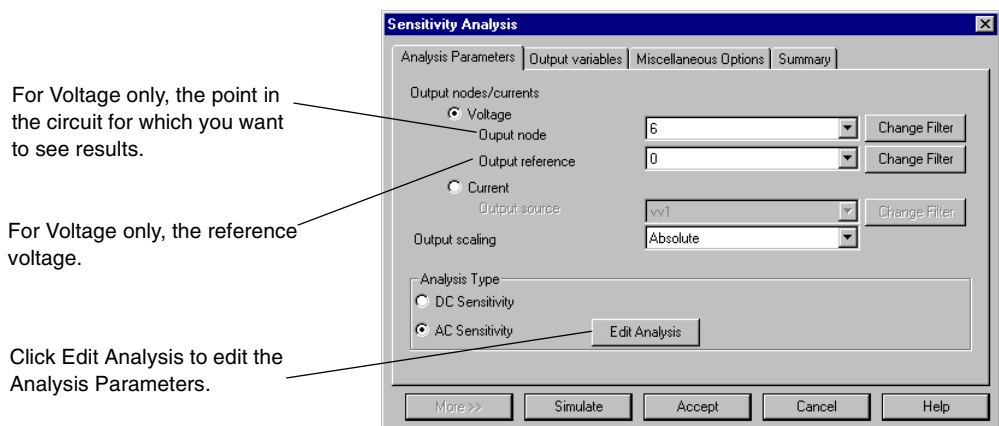 Sensitivity Analysis
Analysis Parameters Output variables Miscellaneous Options Summary
For Voltage only, the point in
the circuit for which you want
to see results.
Output nodes/currents
Voltage
Ouput node 6 Change Filter
Output reference 0 Change Filter
Current
Output source vv1 Change Filter
For Voltage only, the reference
voltage.
Output scaling Absolute
Analysis Type
DC Sensitivity
AC Sensitivity Edit Analysis
Click Edit Analysis to edit the
Analysis Parameters.
More >> Simulate Accept Cancel Help